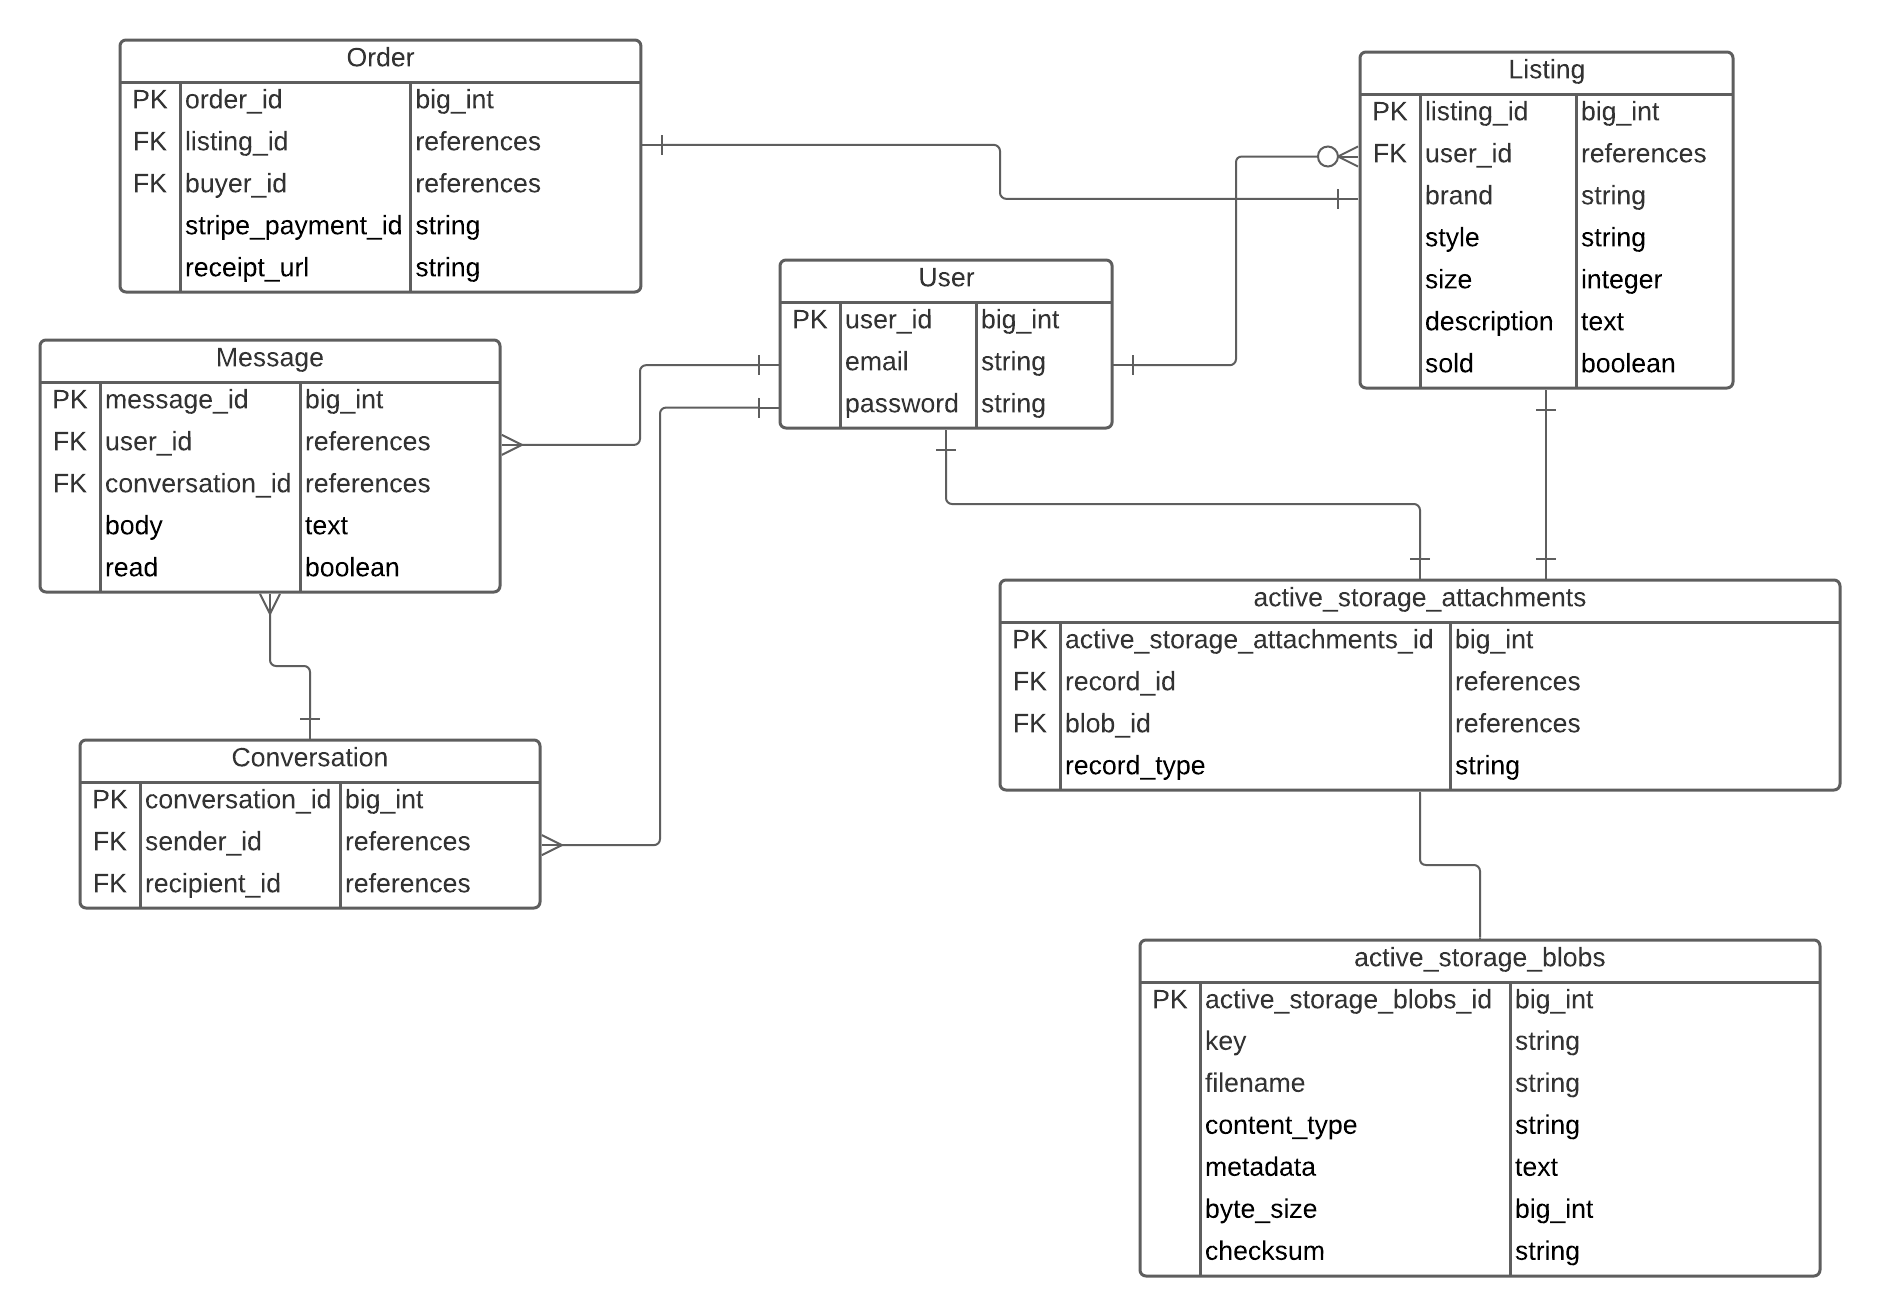 Order
PK order_id big_int
FK listing_id references
FK buyer_id references
stripe_payment_id string
receipt_url string
Listing
PK listing_id big_int
FK user_id references
brand string
style string
size integer
description text
sold boolean
User
PK user_id big_int
email string
password string
Message
PK message_id big_int
FK user_id references
FK conversation_id references
body text
read boolean
active_storage_attachments
PK active_storage_attachments_id big_int
FK record_id references
FK blob_id references
record_type string
Conversation
PK conversation_id big_int
FK sender_id references
FK recipient_id references
active_storage_blobs
PK active_storage_blobs_id big_int
key string
filename string
content_type string
metadata text
byte_size big_int
checksum string